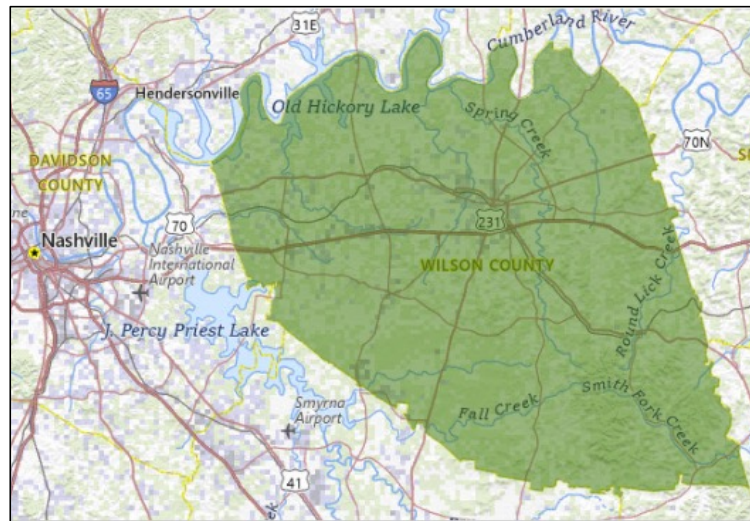 31E
Cumberland River
65
Hendersonville
Old Hickory Lake
Spring Creek
70N
DAVIDSON
COUNTY
70
231
Nashville
Nashville
International
Airport
WILSON COUNTY
Round Lick Creek
J. Percy Priest Lake
Smith Fork Creek
Fall Creek
Smyrna
Airport
41